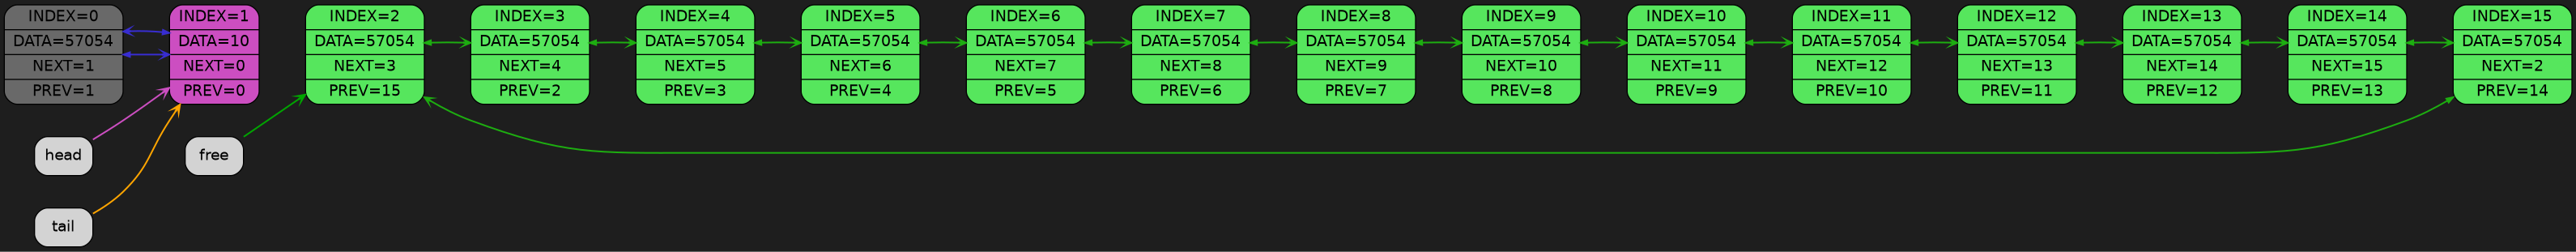 INDEX=0
DATA=57054
NEXT=1
PREV=1
INDEX=1
DATA=10
NEXT=0
PREV=0
INDEX=2
DATA=57054
NEXT=3
PREV=15
INDEX=3
DATA=57054
NEXT=4
PREV=2
INDEX=4
DATA=57054
NEXT=5
PREV=3
INDEX=5
DATA=57054
NEXT=6
PREV=4
INDEX=6
DATA=57054
NEXT=7
PREV=5
INDEX=7
DATA=57054
NEXT=8
PREV=6
INDEX=8
DATA=57054
NEXT=9
PREV=7
INDEX=9
DATA=57054
NEXT=10
PREV=8
INDEX=10
DATA=57054
NEXT=11
PREV=9
INDEX=11
DATA=57054
NEXT=12
PREV=10
INDEX=12
DATA=57054
NEXT=13
PREV=11
INDEX=13
DATA=57054
NEXT=14
PREV=12
INDEX=14
DATA=57054
NEXT=15
PREV=13
INDEX=15
DATA=57054
NEXT=2
PREV=14
head
free
tail